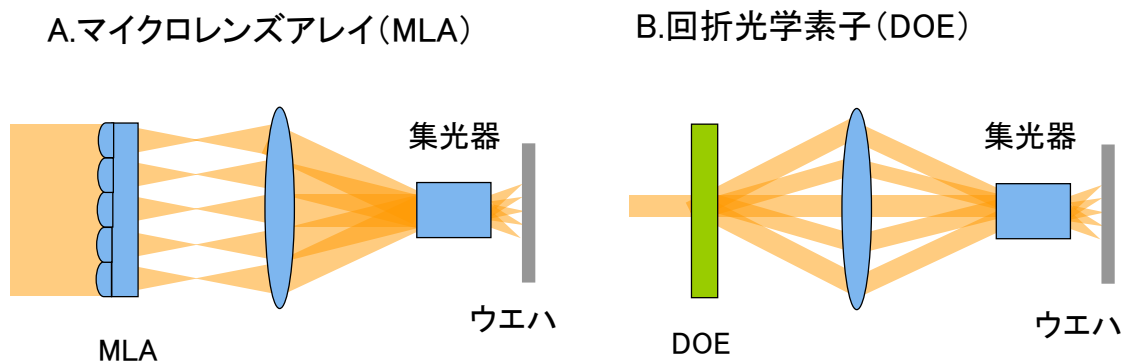 A.マイクロレンズアレイ(MLA)
B.回折光学素子(DOE)
集光器
集光器
ウエハ
ウエハ
MLA
DOE